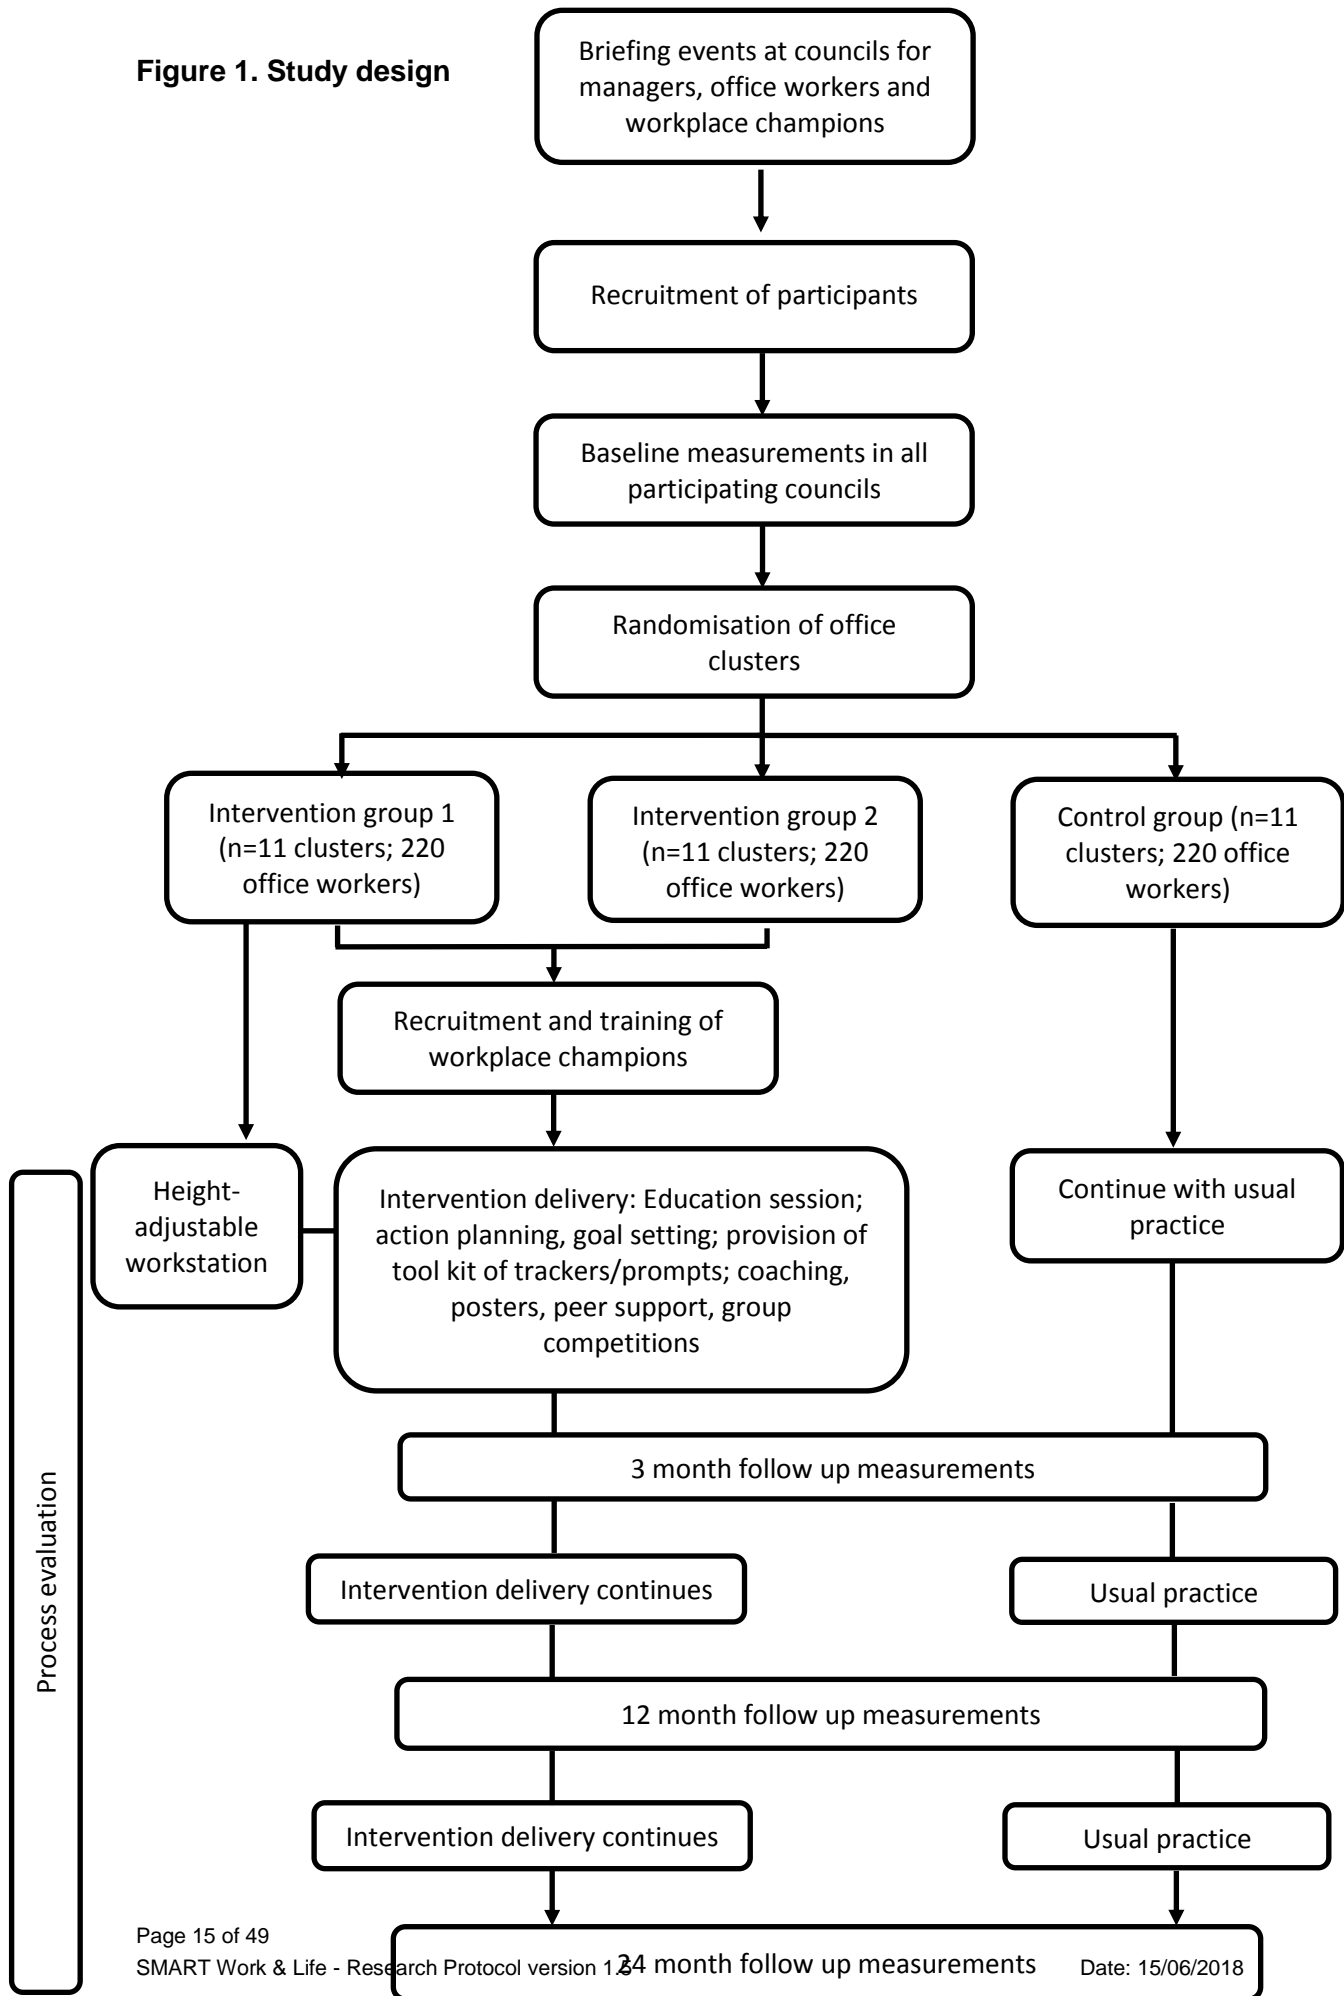 Figure 1. Study design
Briefing events at councils for
managers, office workers and
workplace champions
Recruitment of participants
Baseline measurements in all
participating councils
Randomisation of office
clusters
Intervention group 1
(n=11 clusters; 220
office workers)
Intervention group 2
(n=11 clusters; 220
office workers)
Control group (n=11
clusters; 220 office
workers)
Recruitment and training of
workplace champions
Height-
adjustable
workstation
Intervention delivery: Education session;
action planning, goal setting; provision of
tool kit of trackers/prompts; coaching,
posters, peer support, group
competitions
Continue with usual
practice
Process evaluation
3 month follow up measurements
Intervention delivery continues
Usual practice
12 month follow up measurements
Intervention delivery continues
Usual practice
24 month follow up measurements
Page 15 of 49
SMART Work & Life - Research Protocol version 1.5
Date: 15/06/2018